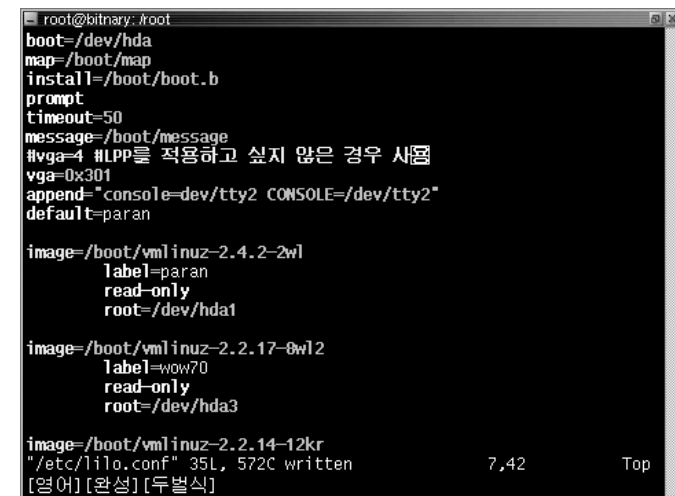 root@bitnary: /root
boot=/dev/hda
map=/boot/map
install=/boot/boot.b
prompt
timeout=50
message=/boot/message
#vga=4 #LPP를 적용하고 싶지 않은 경우 사용
vga=0x301
append="console=dev/tty2 CONSOLE=/dev/tty2"
default=paran
image=/boot/vmlinuz-2.4.2-2wl
label=paran
read-only
root=/dev/hda1
image=/boot/vmlinuz-2.2.17-8wl2
label=wow70
read-only
root=/dev/hda3
image=/boot/vmlinuz-2.2.14-12kr
"/etc/lilo.conf" 35L, 572C written 7,42 Top
[영어][완성][두벌식]